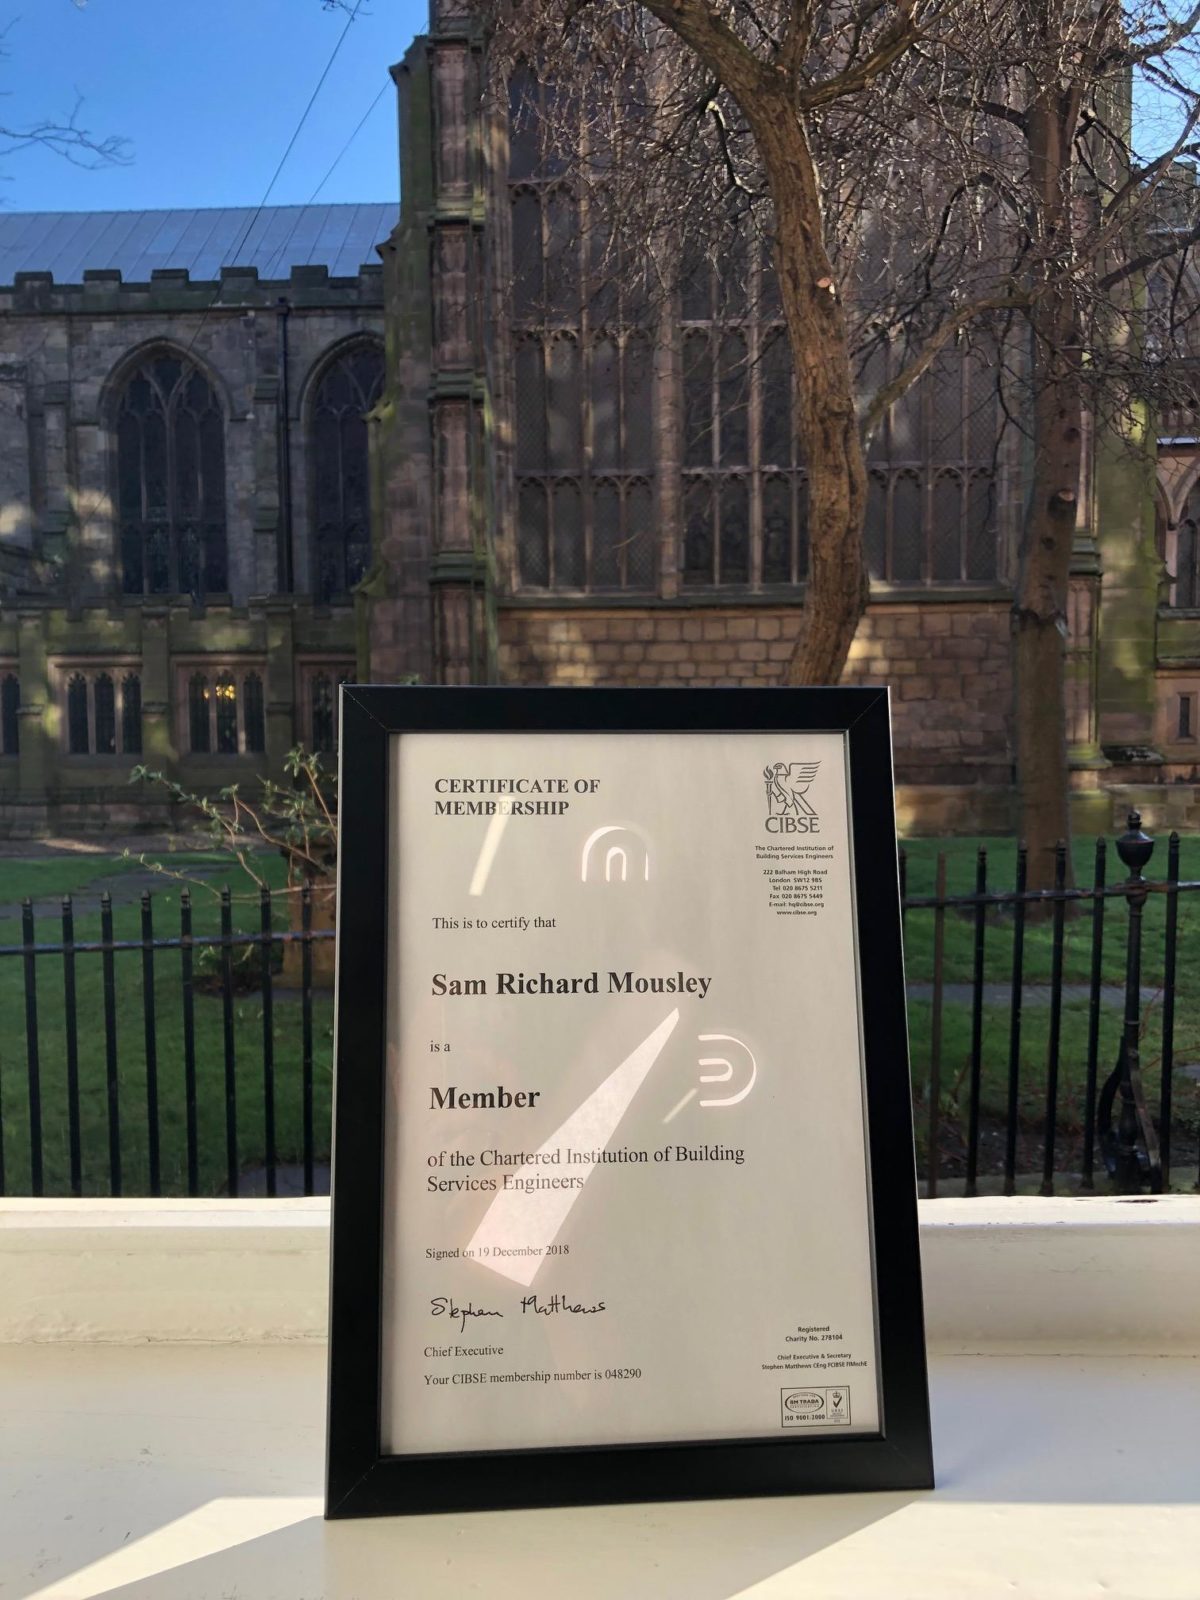 CERTIFICATE OF
MEMBERSHIP
CIBSE
The Chartered Institution of
Building Services Engineers
222 Balham High Road
London SW12 9BS
Tel 020 8675 5211
Fax 020 8675 5449
E-mail: hq@cibse.org
www.cibse.org
This is to certify that
Sam Richard Mousley
is a
Member
of the Chartered Institution of Building
Services Engineers
Signed on 19 December 2018
Stephen Matthews
Chief Executive
Your CIBSE membership number is 048290
Registered
Charity No. 278104
Chief Executive & Secretary
Stephen Matthews CEng FCIBSE FIMechE
BM TRADA
ISO 9001:2000